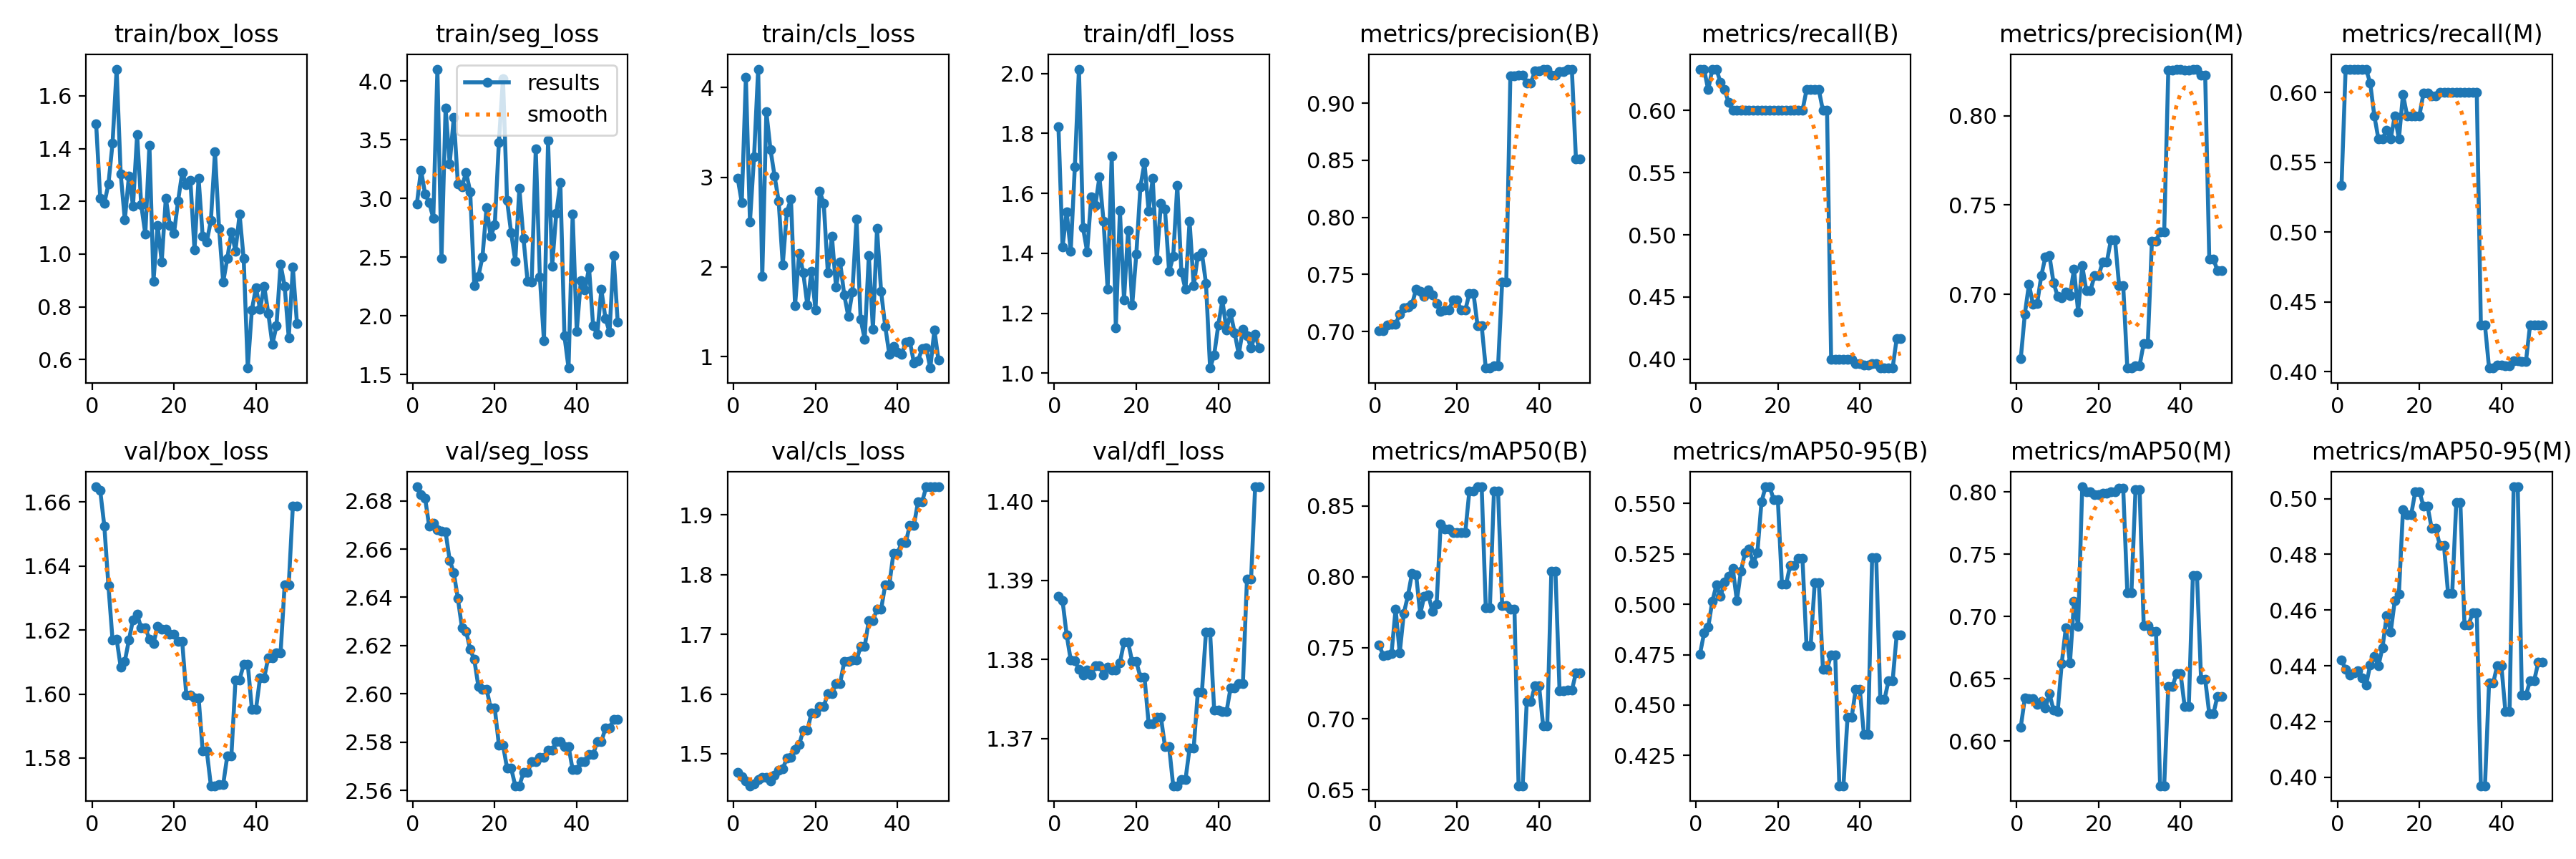 train/box_loss
train/seg_loss
train/cls_loss
train/dfl_loss
metrics/precision(B)
metrics/recall(B)
metrics/precision(M)
metrics/recall(M)
1.6
1.4
1.2
1.0
0.8
0.6
0 20 40
4.0
3.5
3.0
2.5
2.0
1.5
results
smooth
0 20 40
4
3
2
1
0 20 40
2.0
1.8
1.6
1.4
1.2
1.0
0 20 40
0.90
0.85
0.80
0.75
0.70
0 20 40
0.60
0.55
0.50
0.45
0.40
0 20 40
0.80
0.75
0.70
0 20 40
0.60
0.55
0.50
0.45
0.40
0 20 40
val/box_loss
val/seg_loss
val/cls_loss
val/dfl_loss
metrics/mAP50(B)
metrics/mAP50-95(B)
metrics/mAP50(M)
metrics/mAP50-95(M)
1.66
1.64
1.62
1.60
1.58
0 20 40
2.68
2.66
2.64
2.62
2.60
2.58
2.56
0 20 40
1.9
1.8
1.7
1.6
1.5
0 20 40
1.40
1.39
1.38
1.37
0 20 40
0.85
0.80
0.75
0.70
0.65
0 20 40
0.550
0.525
0.500
0.475
0.450
0.425
0 20 40
0.80
0.75
0.70
0.65
0.60
0 20 40
0.50
0.48
0.46
0.44
0.42
0.40
0 20 40